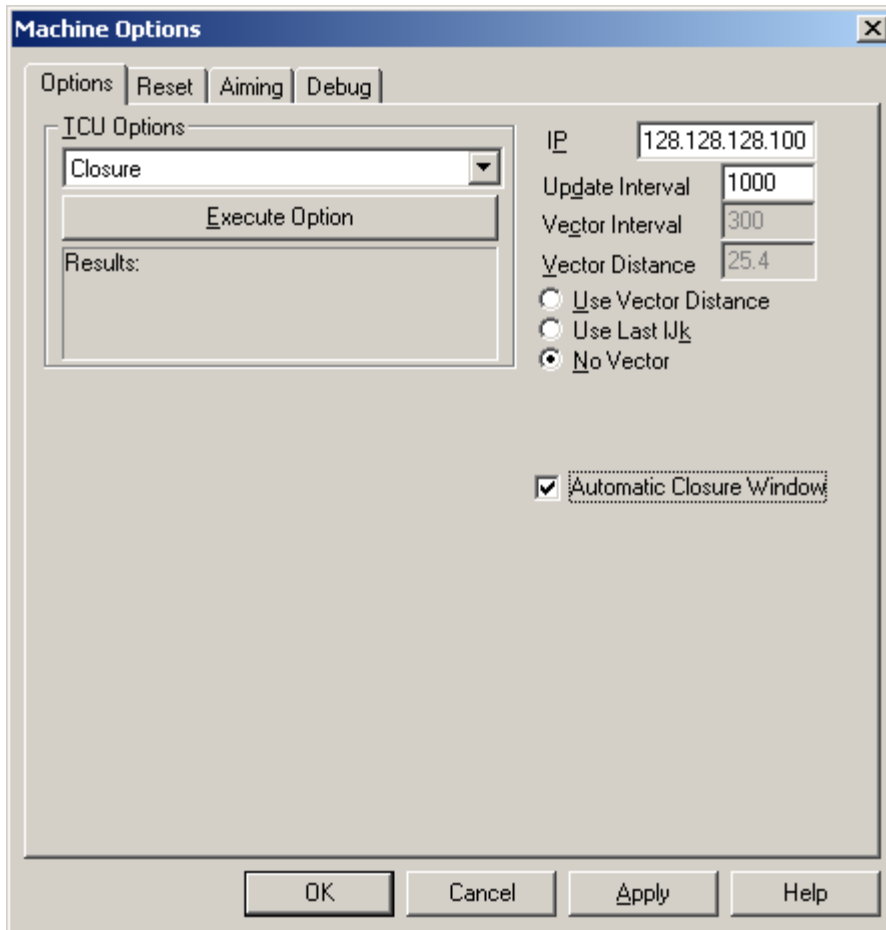 Machine Options
Options Reset Aiming Debug
TCU Options
Closure
Execute Option
Results:
IP 128.128.128.100
Update Interval 1000
Vector Interval 300
Vector Distance 25.4
Use Vector Distance
Use Last IJk
No Vector
Automatic Closure Window
OK Cancel Apply Help